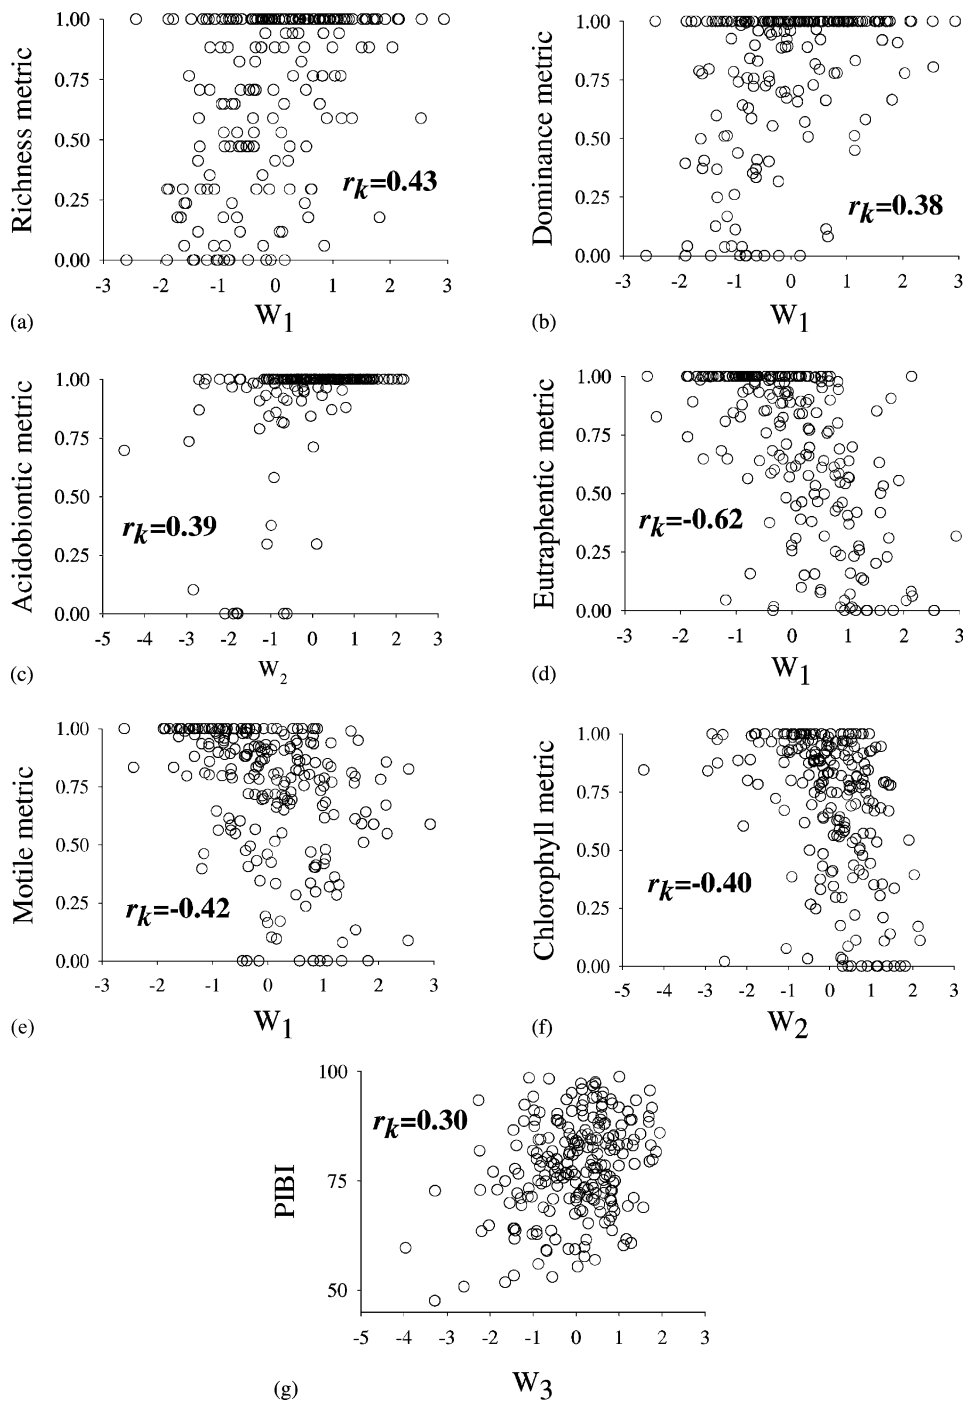 1.00
0.75
0.50
0.25
0.00
Richness metric
r_k=0.43
-3 -2 -1 0 1 2 3
W1
(a)
1.00
0.75
0.50
0.25
0.00
Dominance metric
r_k=0.38
-3 -2 -1 0 1 2 3
W1
(b)
1.00
0.75
0.50
0.25
0.00
Acidobiontic metric
r_k=0.39
-5 -4 -3 -2 -1 0 1 2 3
W2
(c)
1.00
0.75
0.50
0.25
0.00
Eutraphentic metric
r_k=-0.62
-3 -2 -1 0 1 2 3
W1
(d)
1.00
0.75
0.50
0.25
0.00
Motile metric
r_k=-0.42
-3 -2 -1 0 1 2 3
W1
(e)
1.00
0.75
0.50
0.25
0.00
Chlorophyll metric
r_k=-0.40
-5 -4 -3 -2 -1 0 1 2 3
W2
(f)
100
75
50
PIBI
r_k=0.30
-5 -4 -3 -2 -1 0 1 2 3
W3
(g)